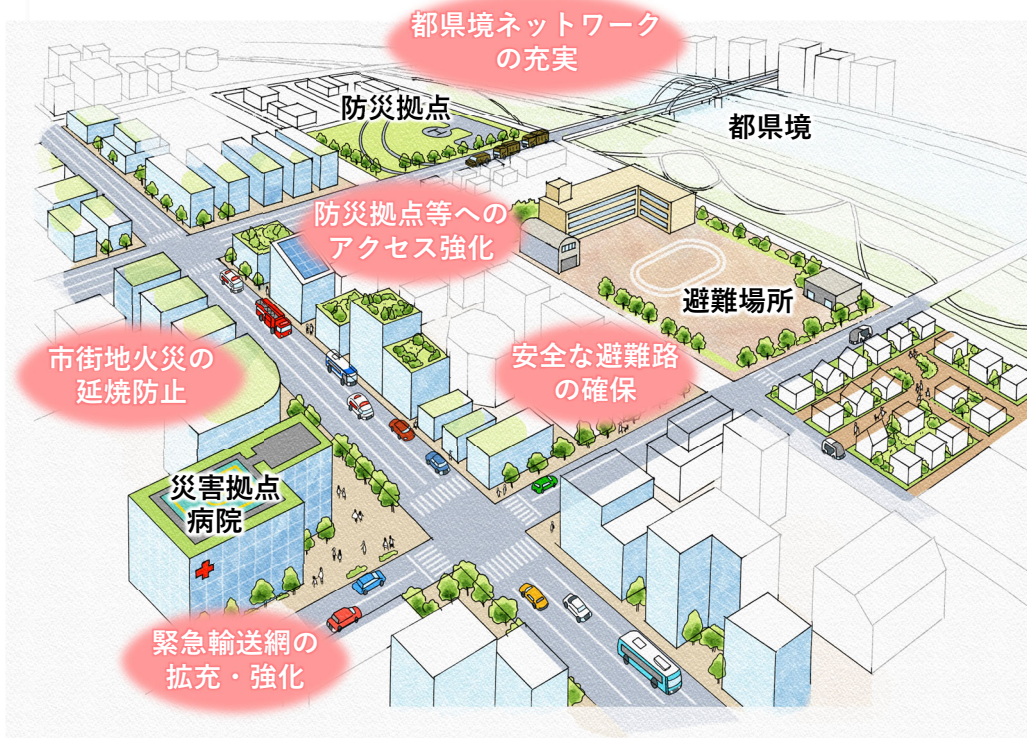 都県境ネットワーク
の充実
防災拠点
都県境
防災拠点等への
アクセス強化
避難場所
市街地火災の
延焼防止
安全な避難路
の確保
災害拠点
病院
緊急輸送網の
拡充・強化